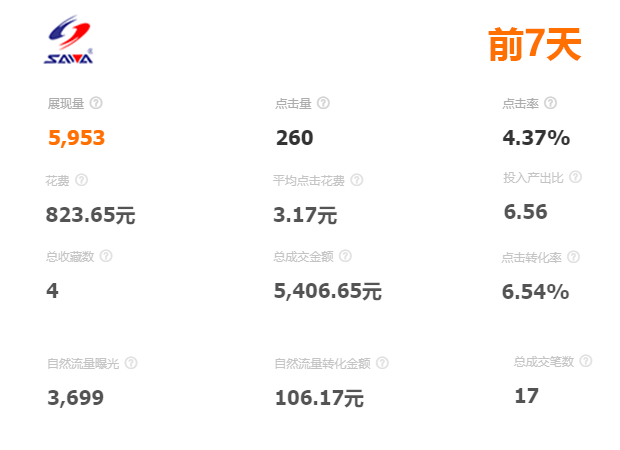 SAWA®
前7天
展现量 ?
点击量 ?
点击率 ?
5,953
260
4.37%
花费 ?
平均点击花费 ?
投入产出比 ?
823.65元
3.17元
6.56
总收藏数 ?
总成交金额 ?
点击转化率 ?
4
5,406.65元
6.54%
自然流量曝光 ?
自然流量转化金额 ?
总成交笔数 ?
3,699
106.17元
17